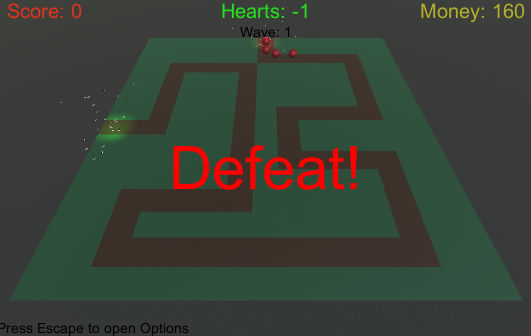 Score: 0 Hearts: -1 Money: 160
Wave: 1
Defeat!
Press Escape to open Options